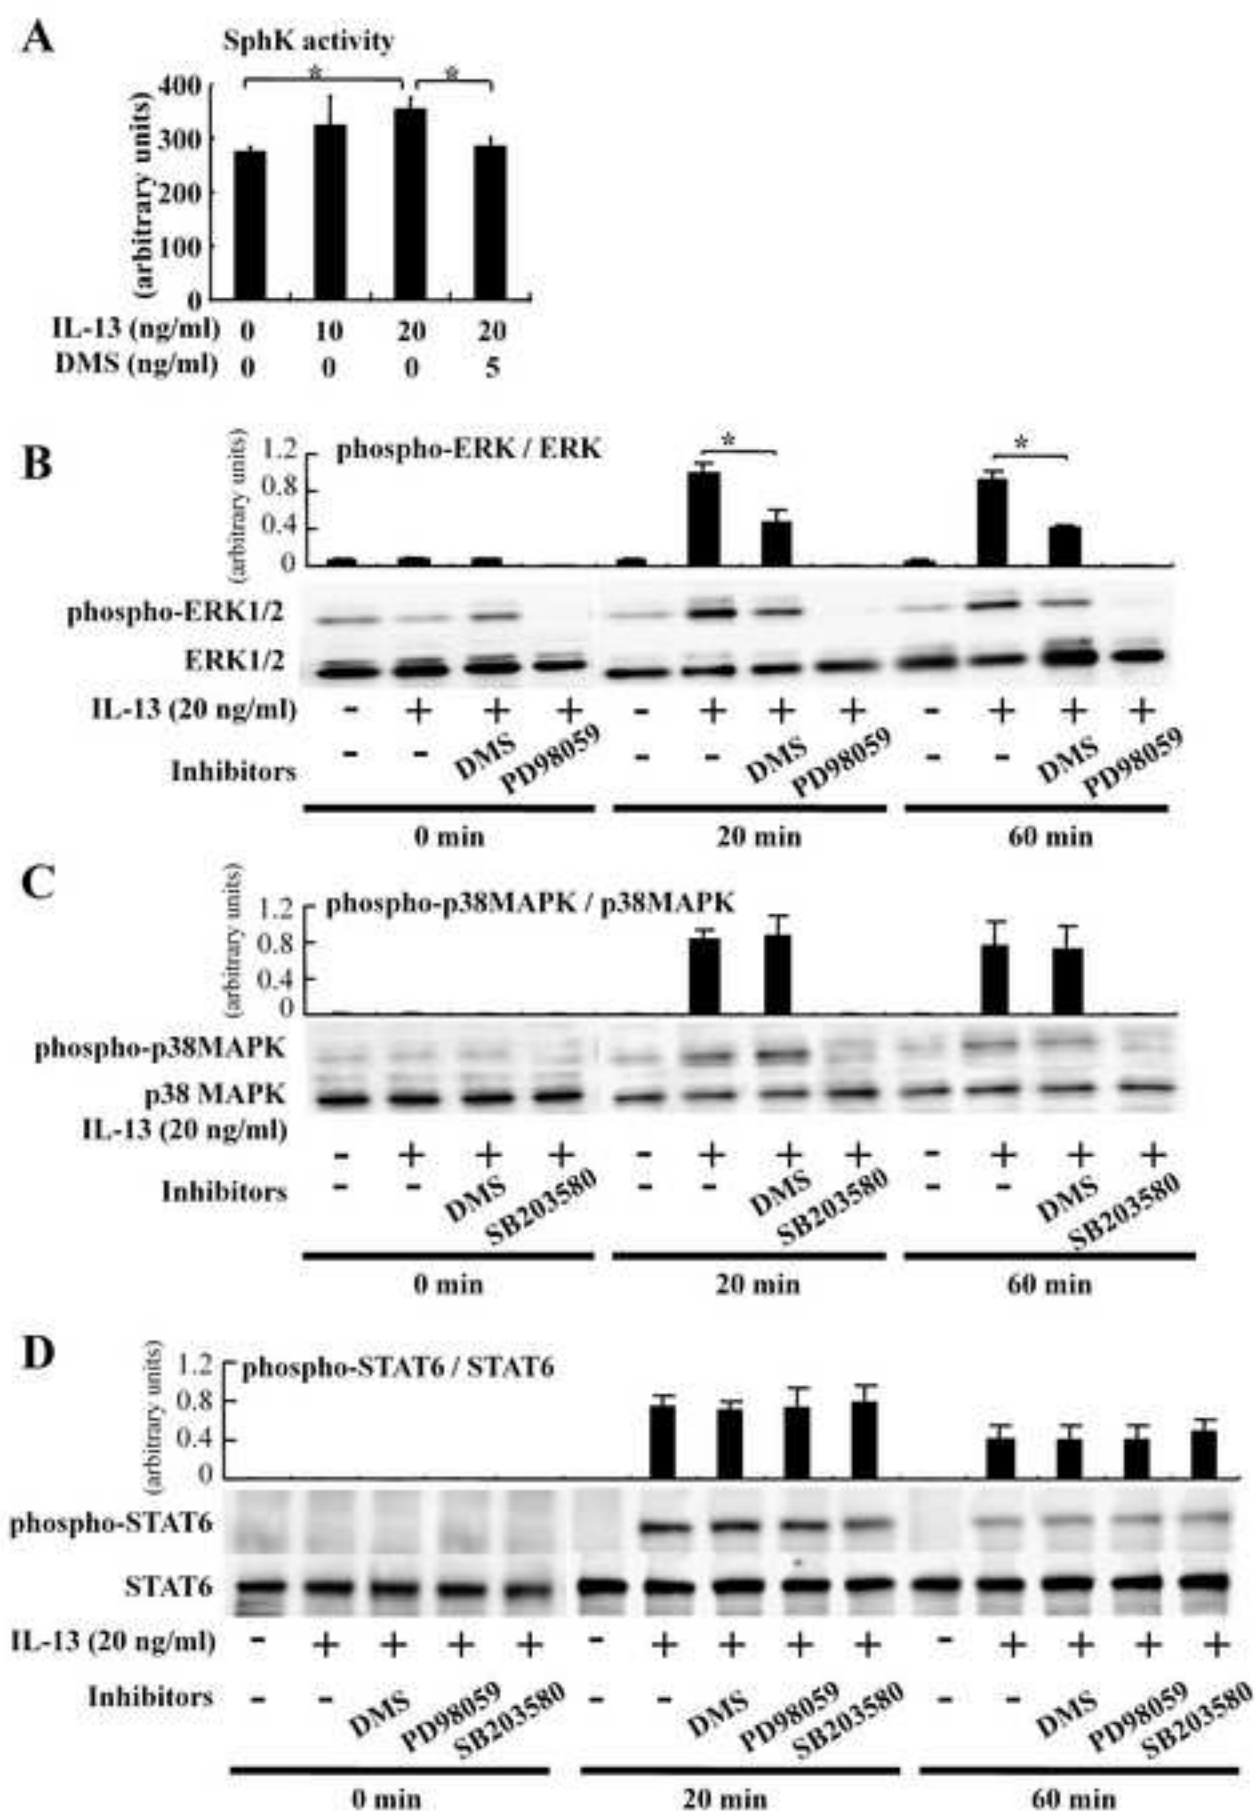 A
SphK activity
* *
(arbitrary units)
400
300
200
100
0
IL-13 (ng/ml) 0 10 20 20
DMS (ng/ml) 0 0 0 5
B
phospho-ERK / ERK
(arbitrary units)
1.2
0.8
0.4
0
* *
phospho-ERK1/2
ERK1/2
IL-13 (20 ng/ml) - + + + - + + + - + + +
Inhibitors - - DMS PD98059 - - DMS PD98059 - - DMS PD98059
0 min 20 min 60 min
C
phospho-p38MAPK / p38MAPK
(arbitrary units)
1.2
0.8
0.4
0
phospho-p38MAPK
p38 MAPK
IL-13 (20 ng/ml) - + + + - + + + - + + +
Inhibitors - - DMS SB203580 - - DMS SB203580 - - DMS SB203580
0 min 20 min 60 min
D
phospho-STAT6 / STAT6
(arbitrary units)
1.2
0.8
0.4
0
phospho-STAT6
STAT6
IL-13 (20 ng/ml) - + + + + - + + + + - + + + +
Inhibitors - - DMS PD98059 SB203580 - - DMS PD98059 SB203580 - - DMS PD98059 SB203580
0 min 20 min 60 min